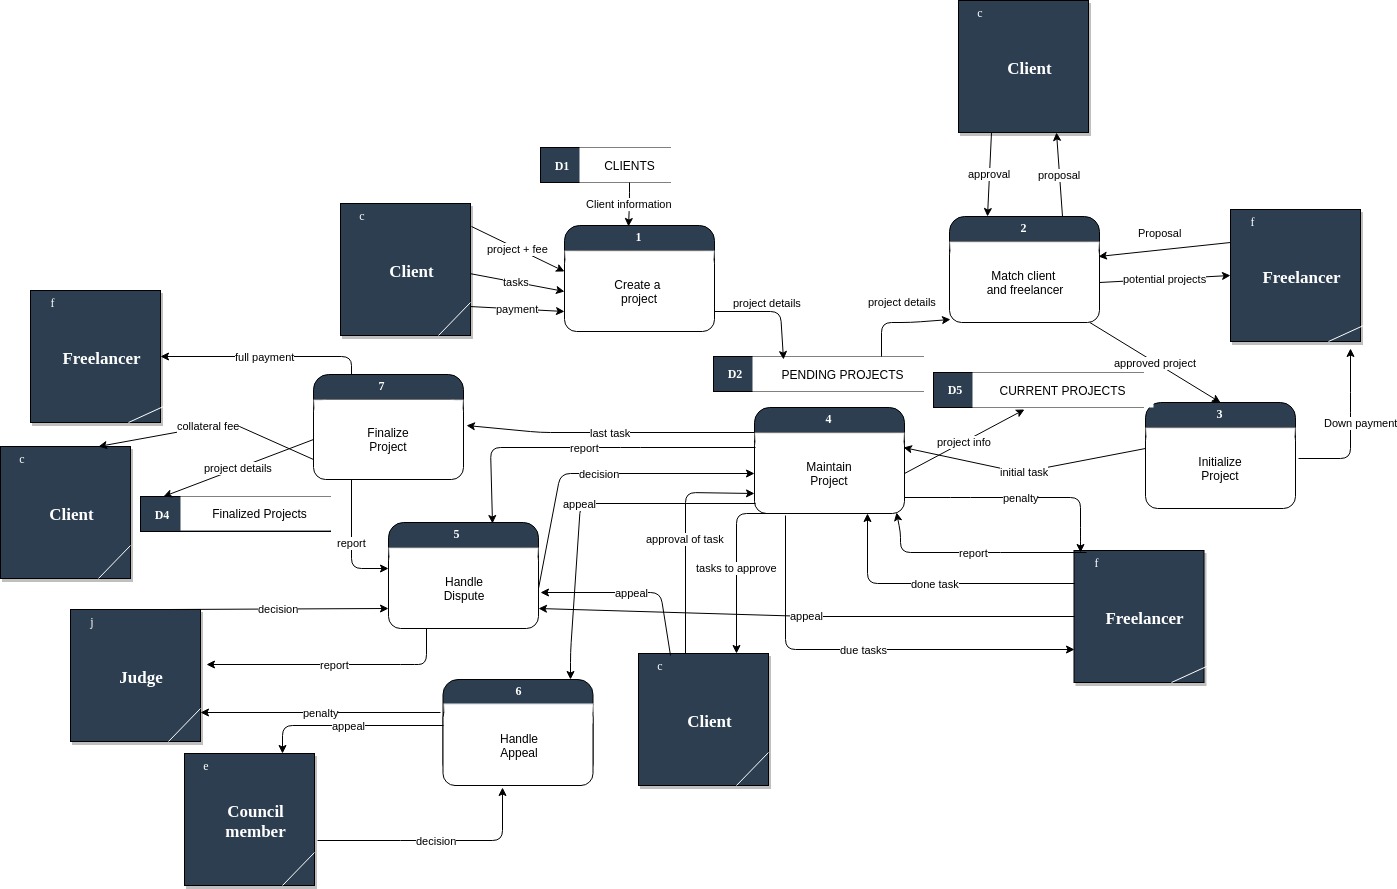 c
Client
approval
proposal
D1
CLIENTS
Client information
c
Client
project + fee
tasks
payment
1
Create a
project
project details
2
Match client
and freelancer
Proposal
potential projects
f
Freelancer
project details
D2
PENDING PROJECTS
approved project
D5
CURRENT PROJECTS
f
Freelancer
full payment
7
Finalize
Project
collateral fee
project details
c
Client
D4
Finalized Projects
last task
report
decision
appeal
4
Maintain
Project
project info
initial task
penalty
3
Initialize
Project
Down payment
report
5
Handle
Dispute
approval of task
tasks to approve
report
done task
appeal
due tasks
f
Freelancer
appeal
decision
j
Judge
report
penalty
appeal
6
Handle
Appeal
c
Client
e
Council
member
decision